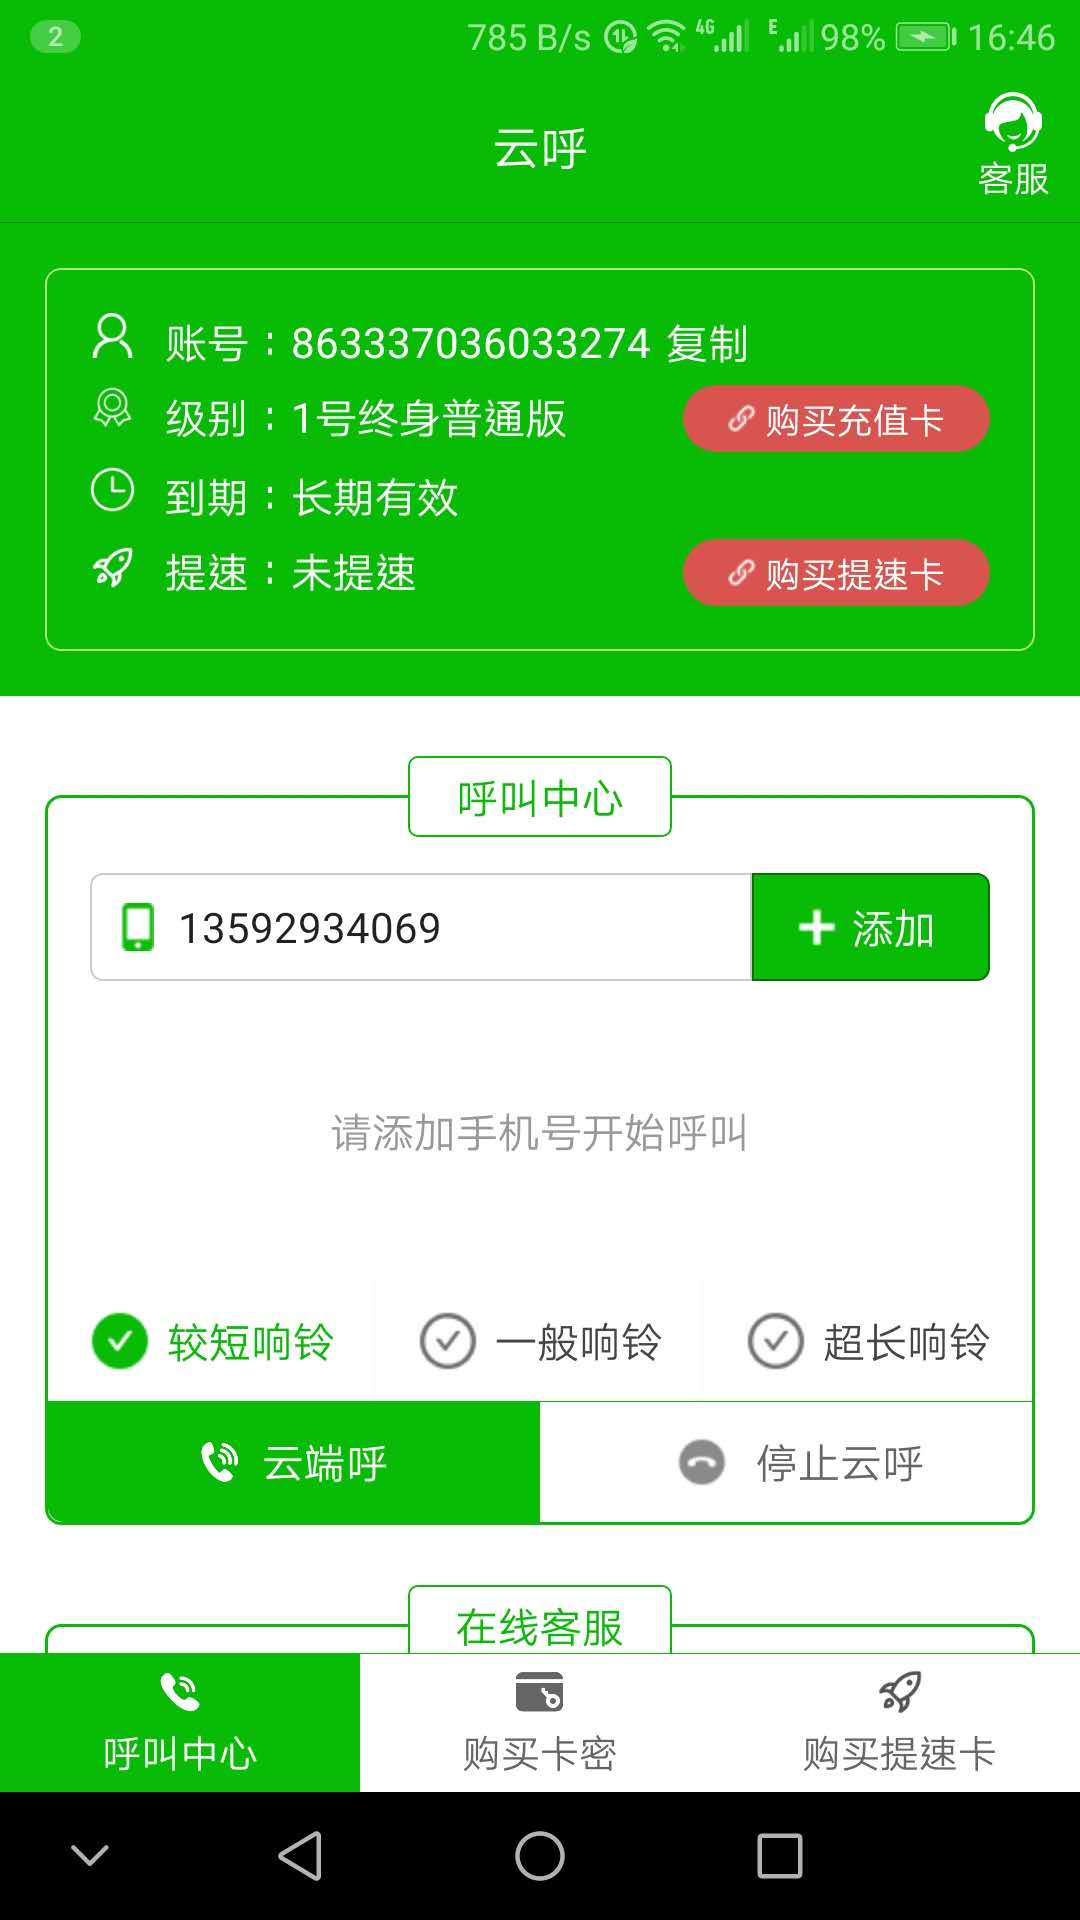 2
785 B/s 4G E 98% 16:46
云呼
客服
账号：863337036033274 复制
级别：1号终身普通版
购买充值卡
到期：长期有效
提速：未提速
购买提速卡
呼叫中心
13592934069
添加
请添加手机号开始呼叫
较短响铃 一般响铃 超长响铃
云端呼 停止云呼
在线客服
呼叫中心 购买卡密 购买提速卡